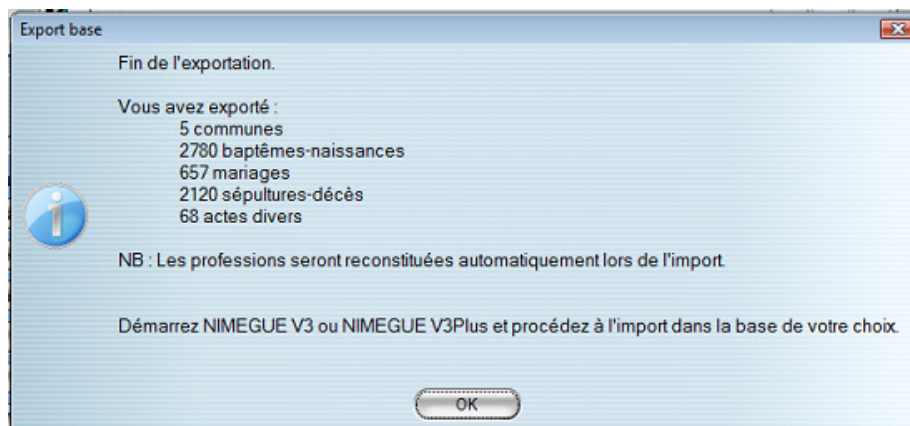 Export base
Fin de l'exportation.
Vous avez exporté :
5 communes
2780 baptêmes-naissances
657 mariages
2120 sépultures-décès
68 actes divers
NB : Les professions seront reconstituées automatiquement lors de l'import.
Démarrez NIMEGUE V3 ou NIMEGUE V3Plus et procédez à l'import dans la base de votre choix.
OK